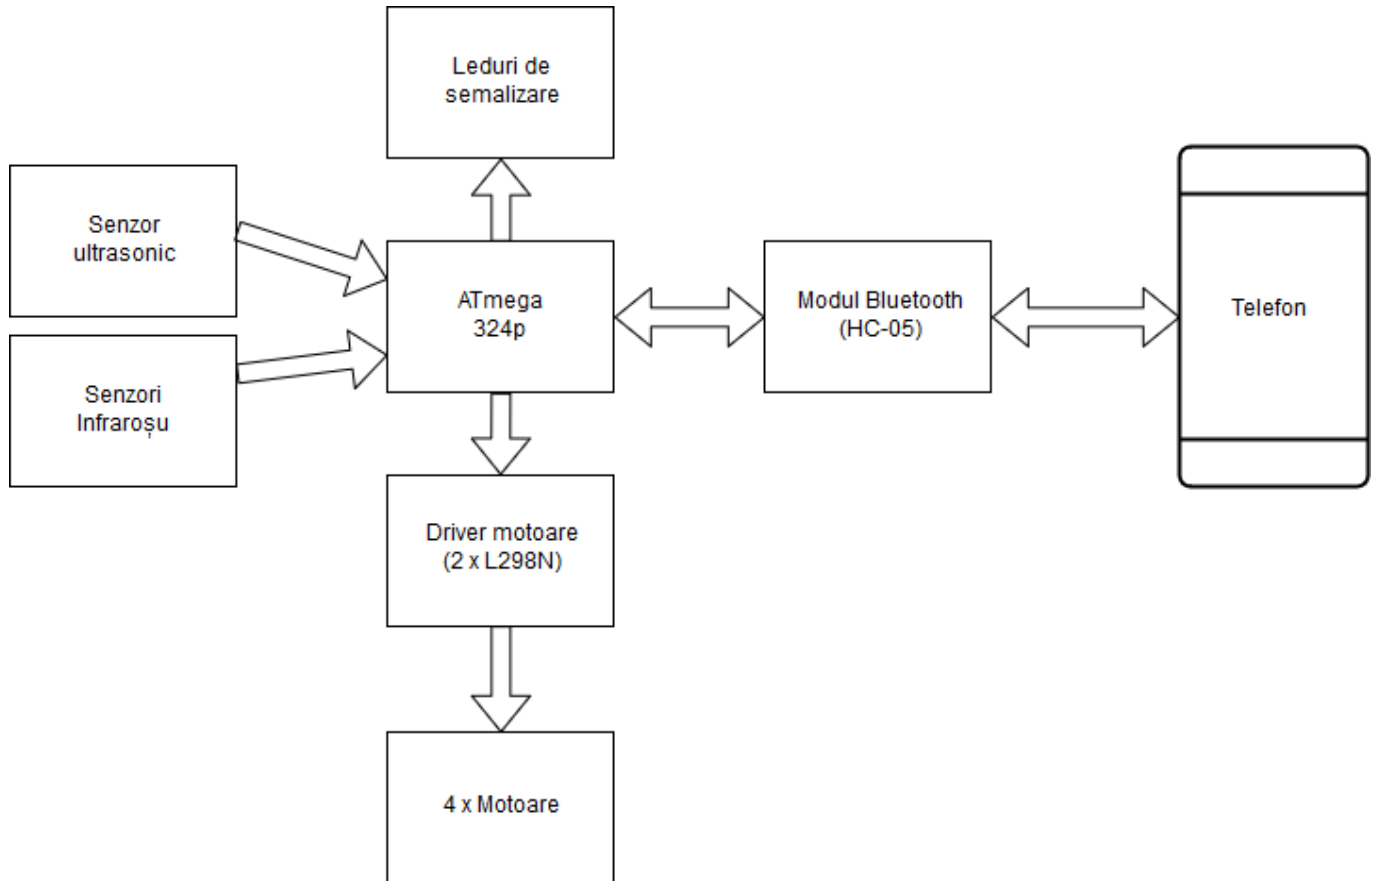 Leduri de
semalizare
Senzor
ultrasonic
ATmega
324p
Modul Bluetooth
(HC-05)
Telefon
Senzori
Infraroșu
Driver motoare
(2 x L298N)
4 x Motoare